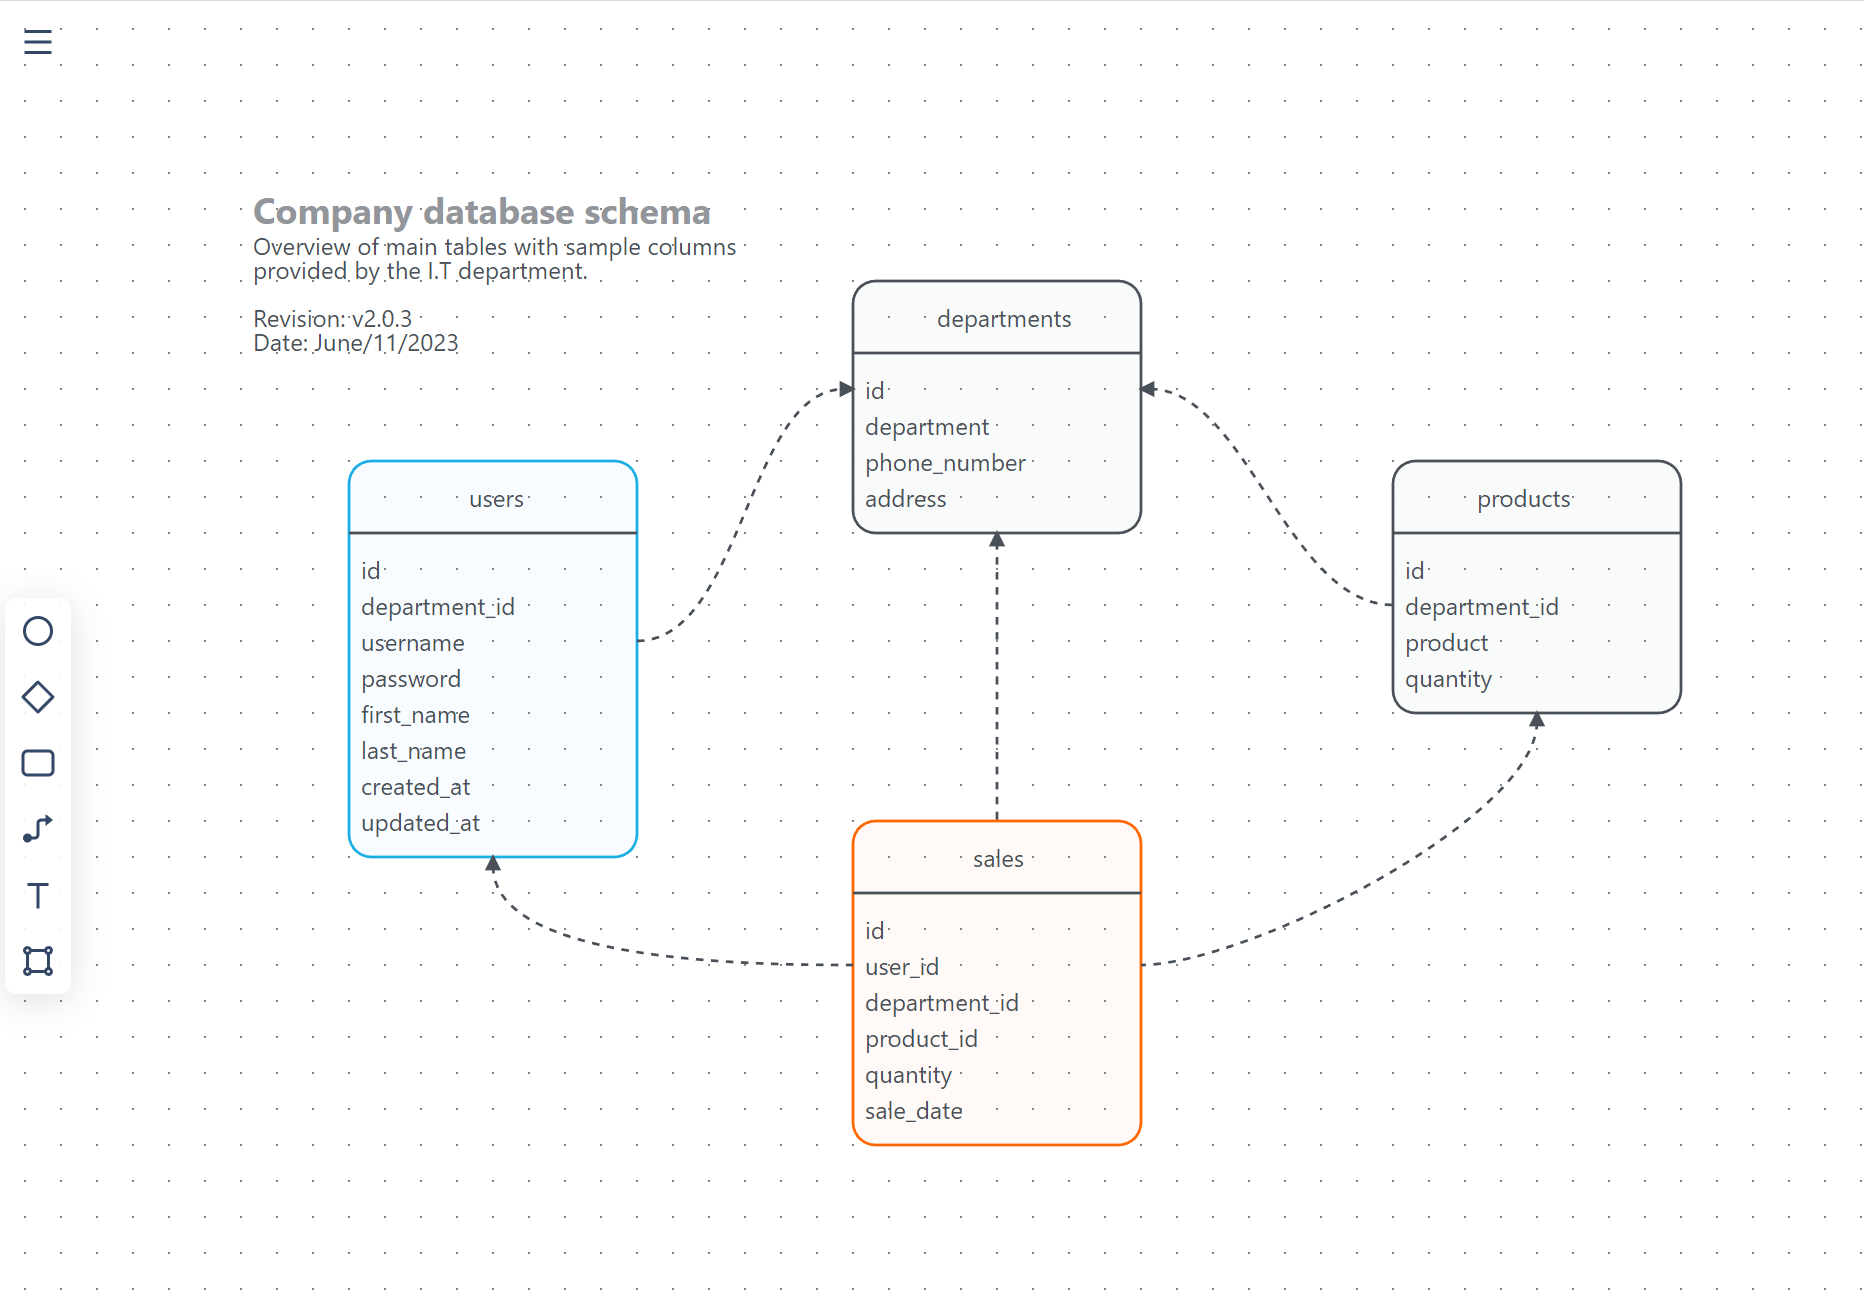 Company database schema
Overview of main tables with sample columns
provided by the I.T department.
Revision: v2.0.3
Date: June/11/2023
departments
id
department
phone_number
address
users
id
department_id
username
password
first_name
last_name
created_at
updated_at
products
id
department_id
product
quantity
sales
id
user_id
department_id
product_id
quantity
sale_date
T